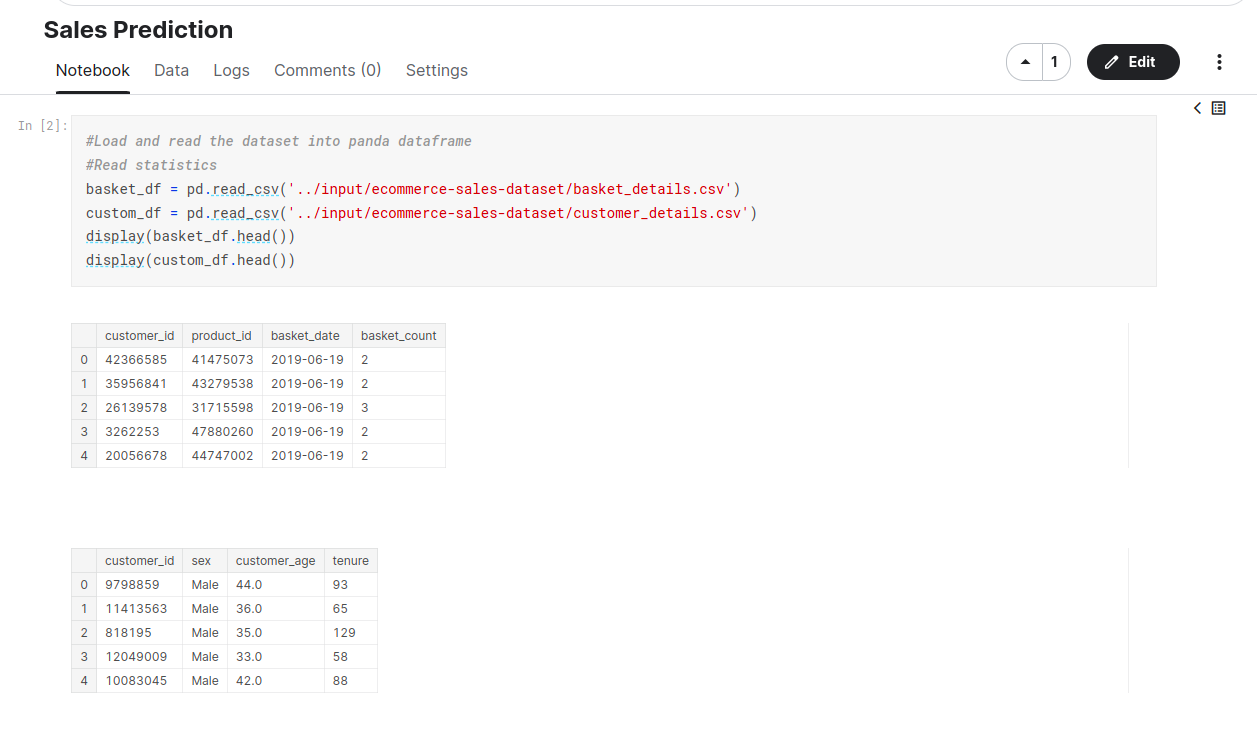 Sales Prediction
Notebook Data Logs Comments (0) Settings
1 Edit
In [2]:
#Load and read the dataset into panda dataframe
#Read statistics
basket_df = pd.read_csv('../input/ecommerce-sales-dataset/basket_details.csv')
custom_df = pd.read_csv('../input/ecommerce-sales-dataset/customer_details.csv')
display(basket_df.head())
display(custom_df.head())
customer_id product_id basket_date basket_count
0 42366585 41475073 2019-06-19 2
1 35956841 43279538 2019-06-19 2
2 26139578 31715598 2019-06-19 3
3 3262253 47880260 2019-06-19 2
4 20056678 44747002 2019-06-19 2
customer_id sex customer_age tenure
0 9798859 Male 44.0 93
1 11413563 Male 36.0 65
2 818195 Male 35.0 129
3 12049009 Male 33.0 58
4 10083045 Male 42.0 88